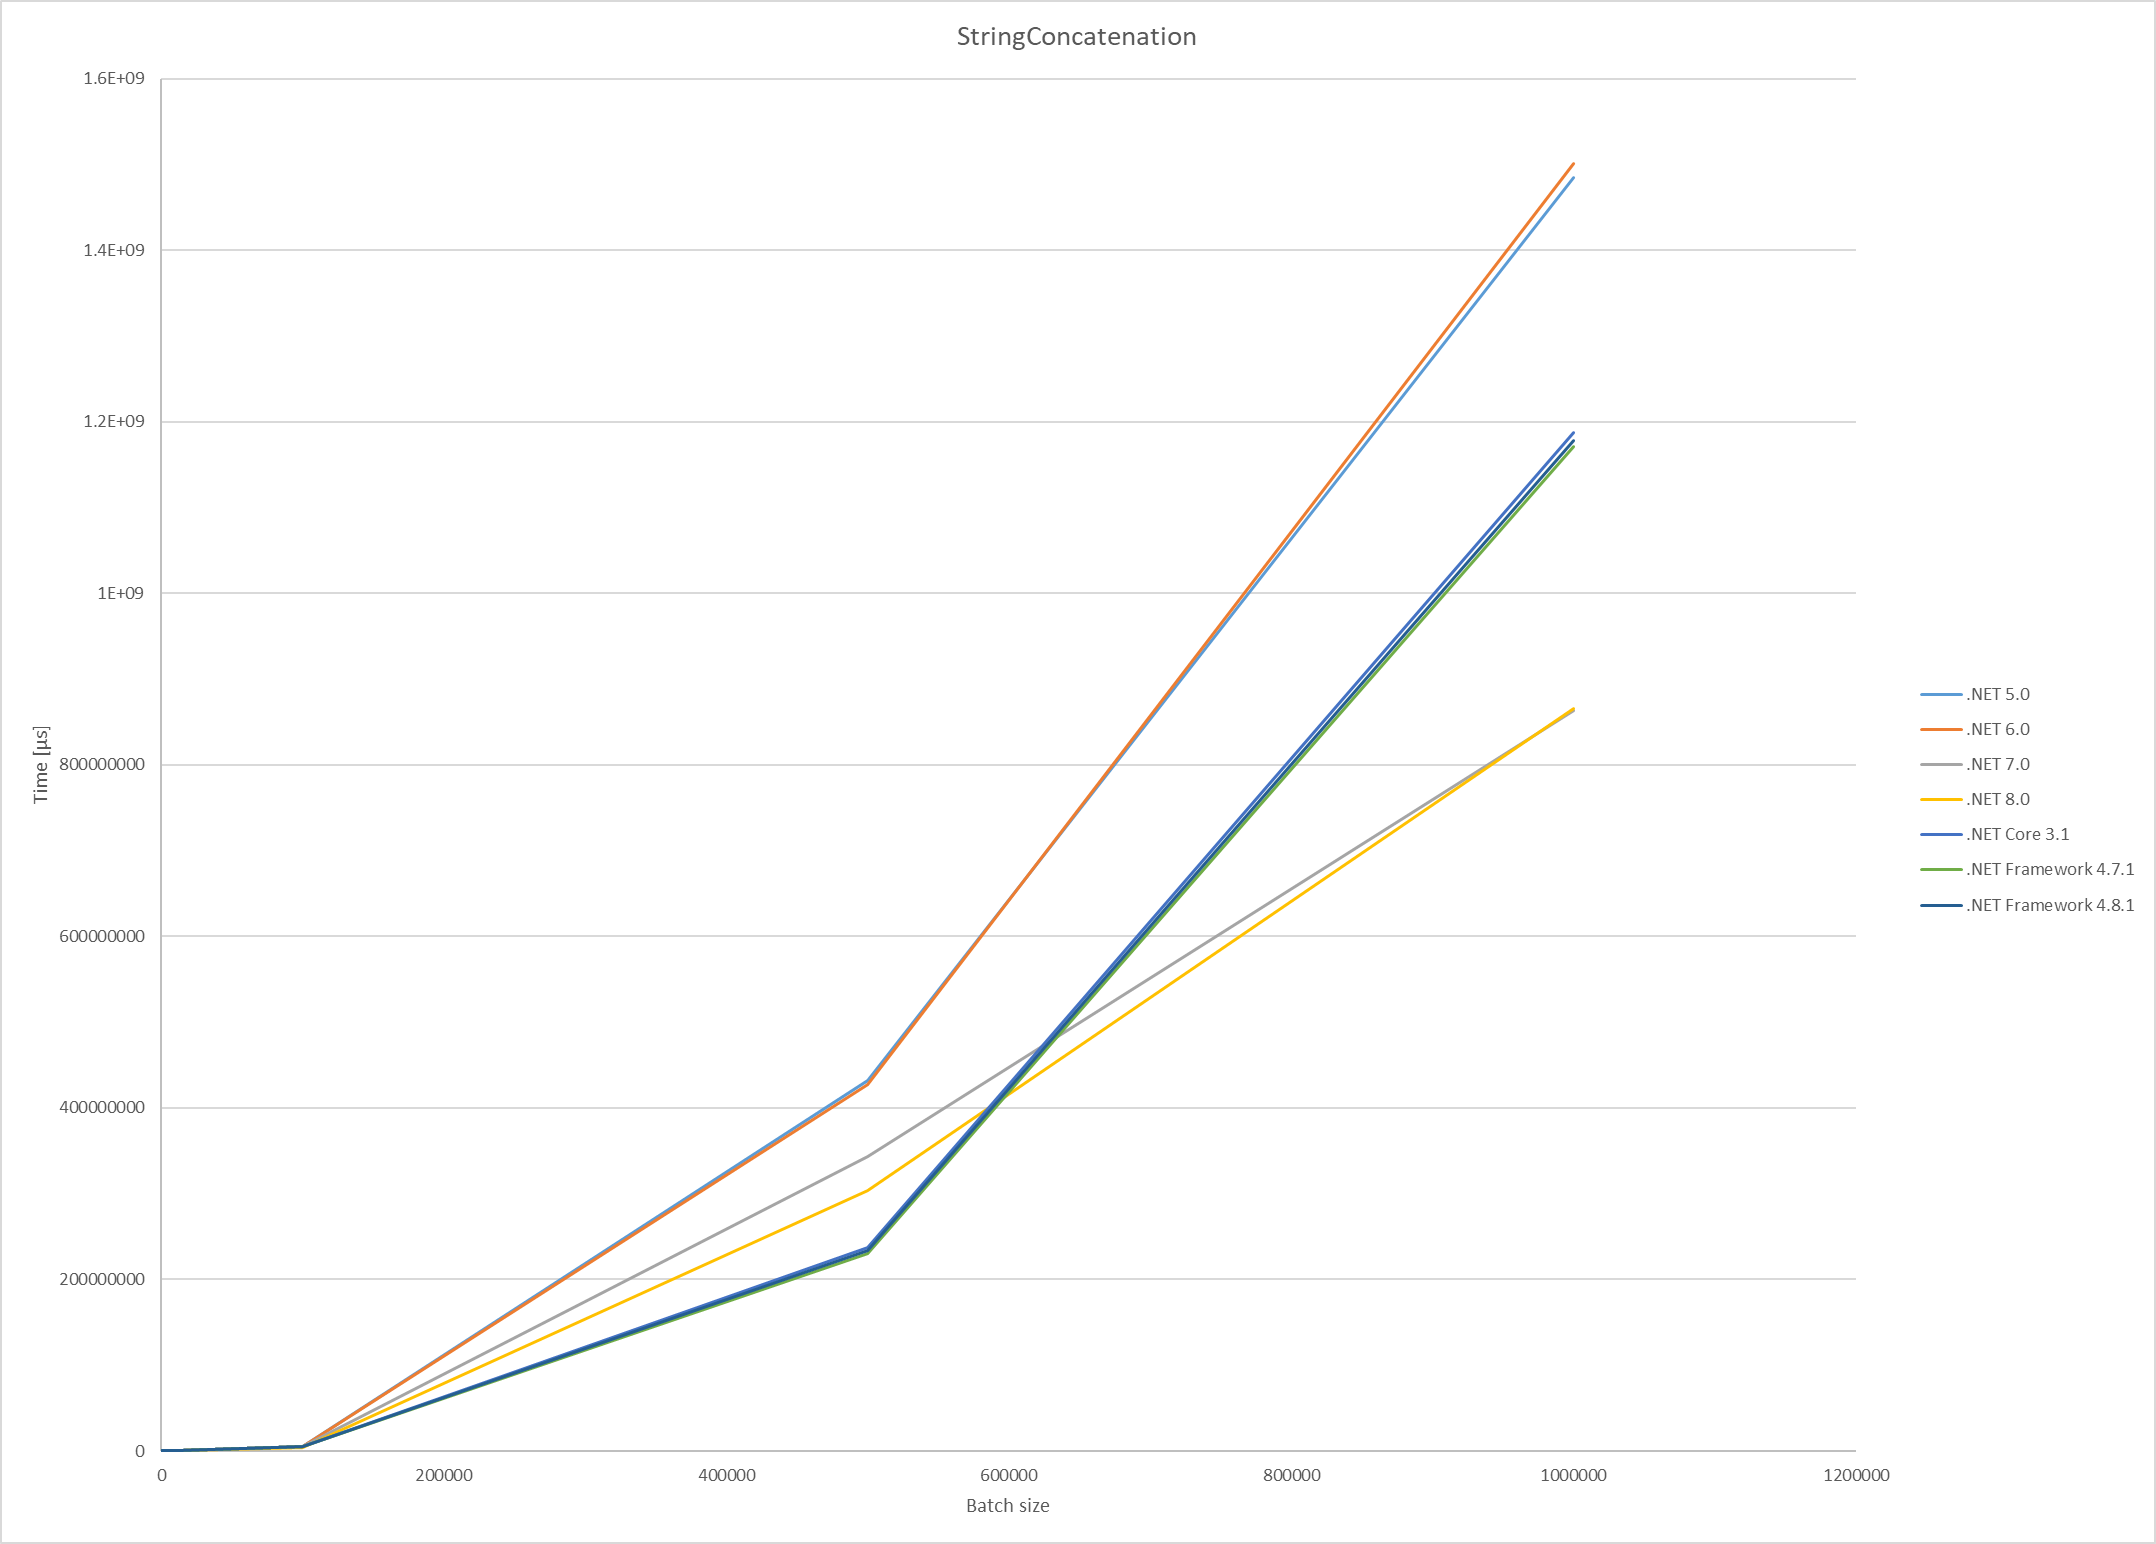 StringConcatenation
1.6E+09
1.4E+09
1.2E+09
1E+09
800000000
600000000
400000000
200000000
0
Time [µs]
0 200000 400000 600000 800000 1000000 1200000
Batch size
.NET 5.0
.NET 6.0
.NET 7.0
.NET 8.0
.NET Core 3.1
.NET Framework 4.7.1
.NET Framework 4.8.1